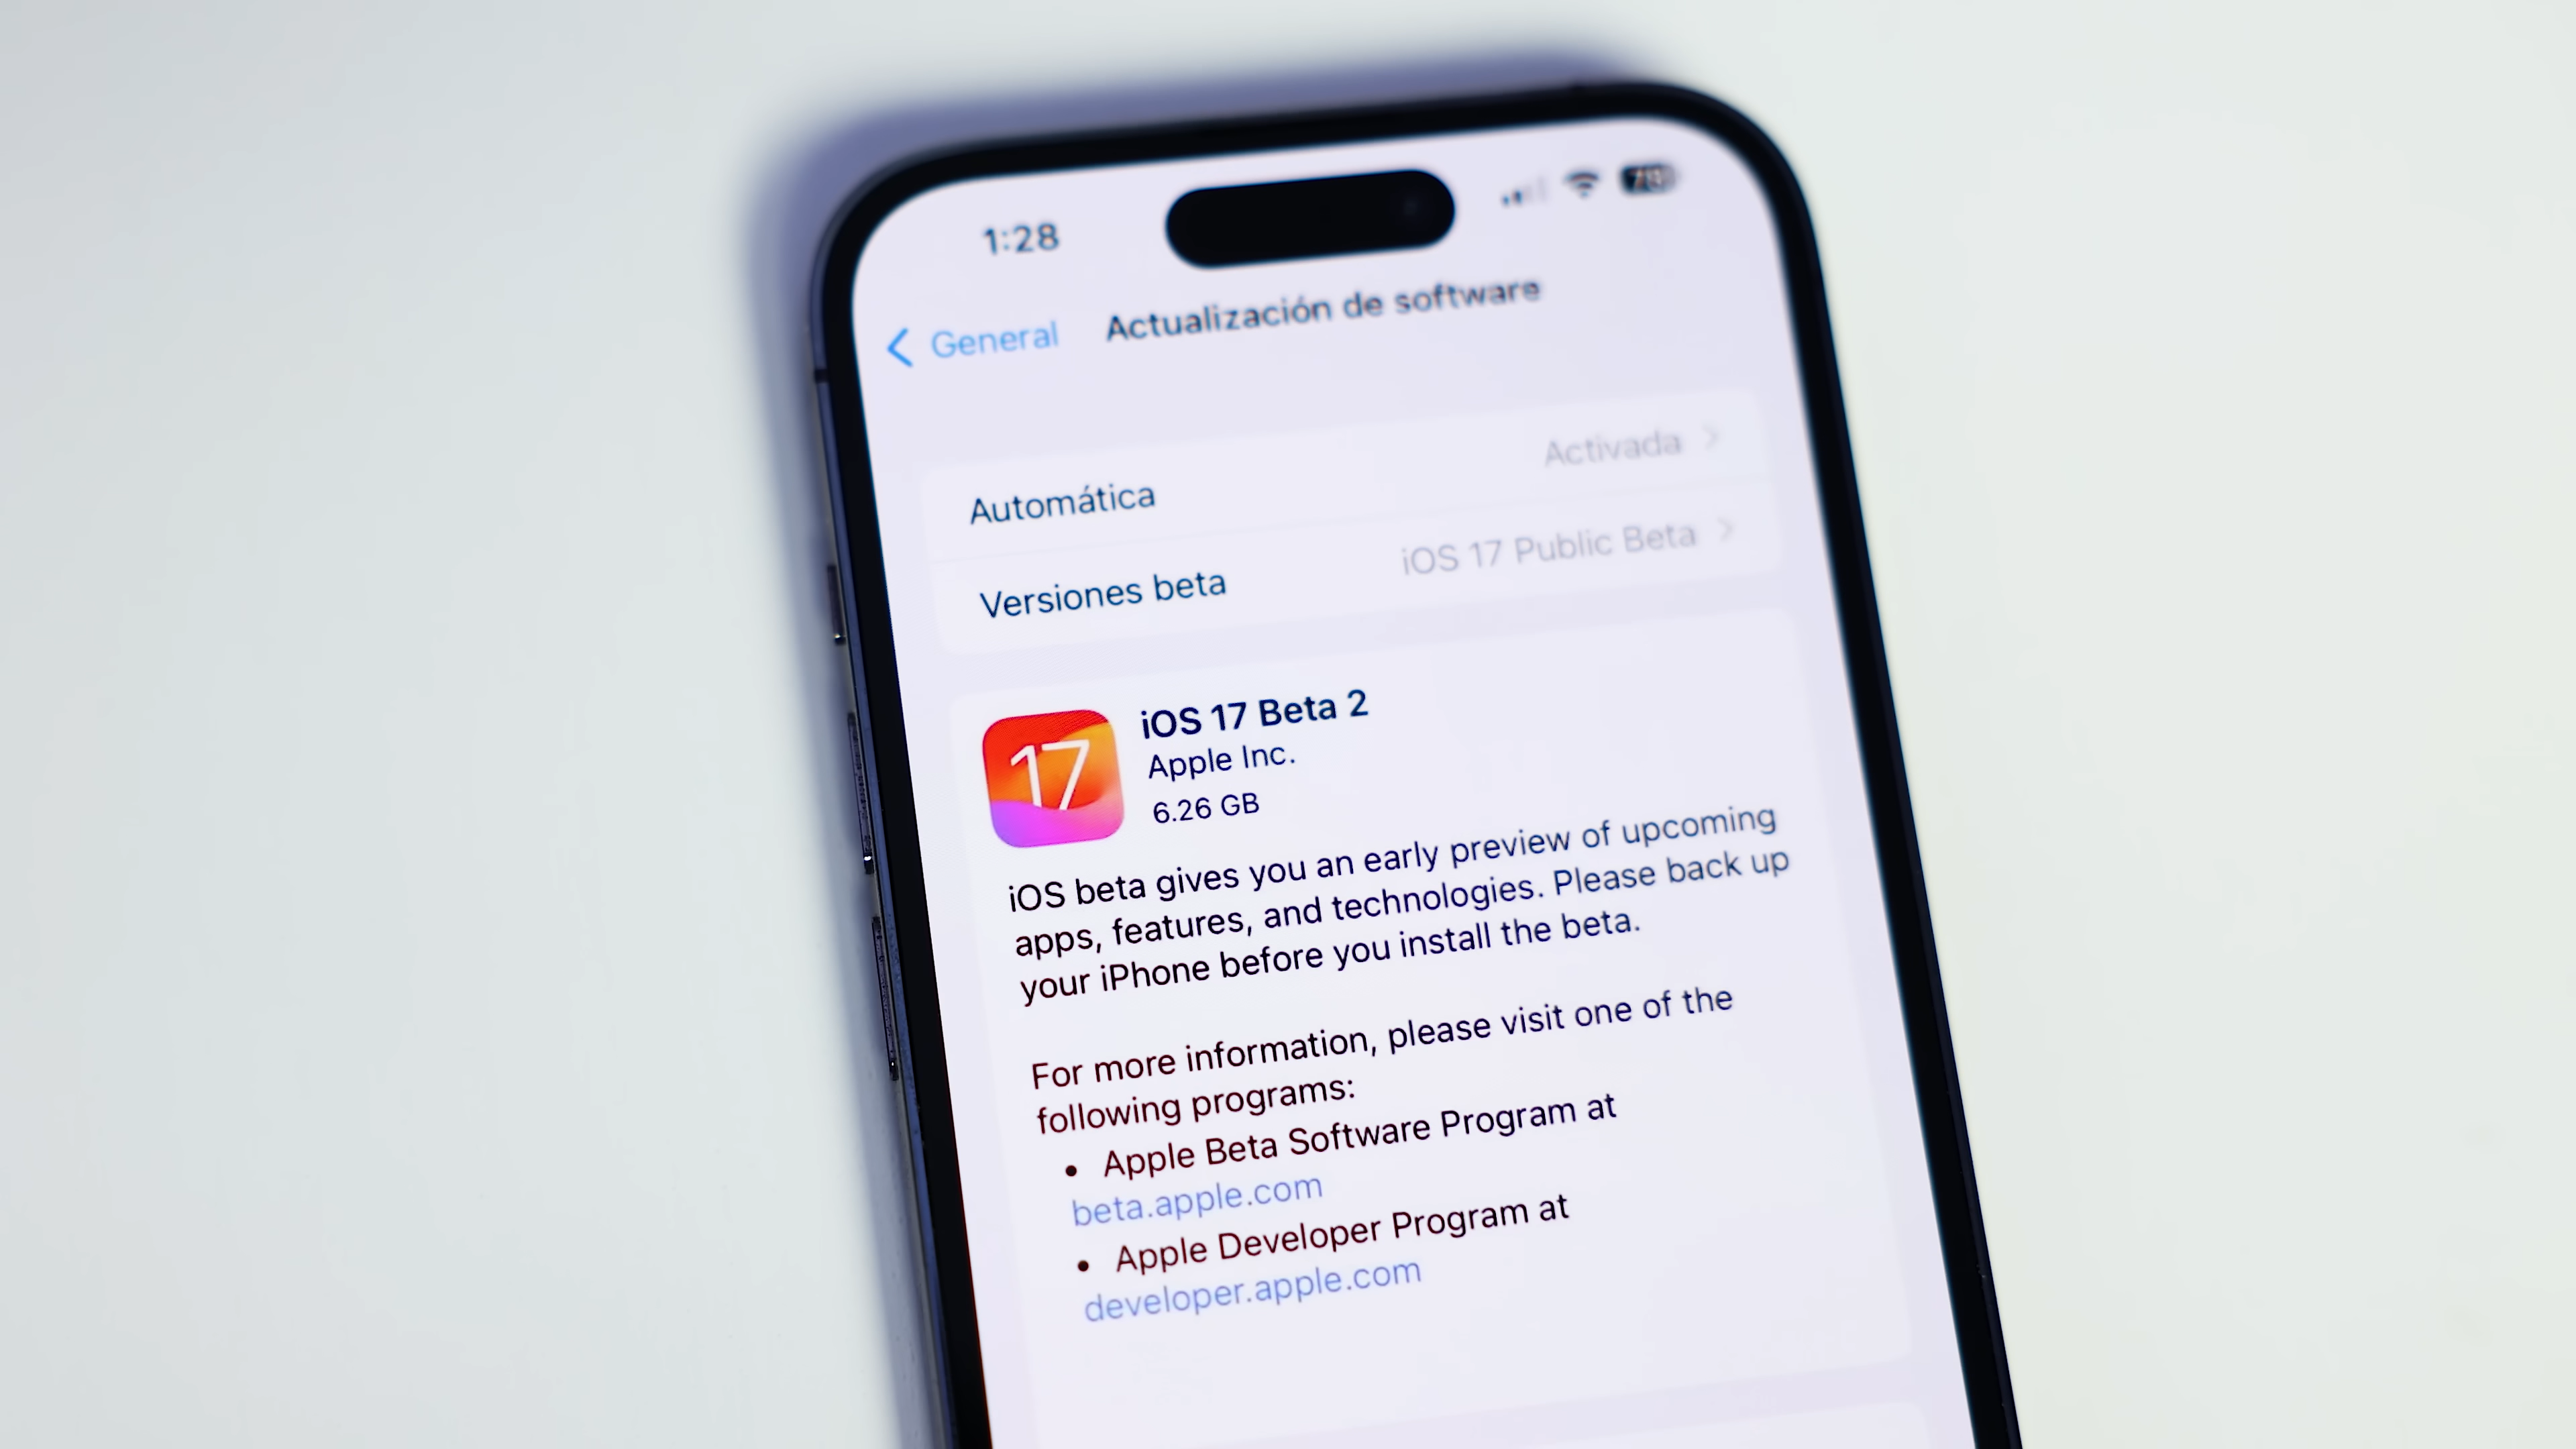 1:28
General
Actualización de software
Automática
Activada
Versiones beta
iOS 17 Public Beta
17
iOS 17 Beta 2
Apple Inc.
6.26 GB
iOS beta gives you an early preview of upcoming
apps, features, and technologies. Please back up
your iPhone before you install the beta.
For more information, please visit one of the
following programs:
• Apple Beta Software Program at
beta.apple.com
• Apple Developer Program at
developer.apple.com